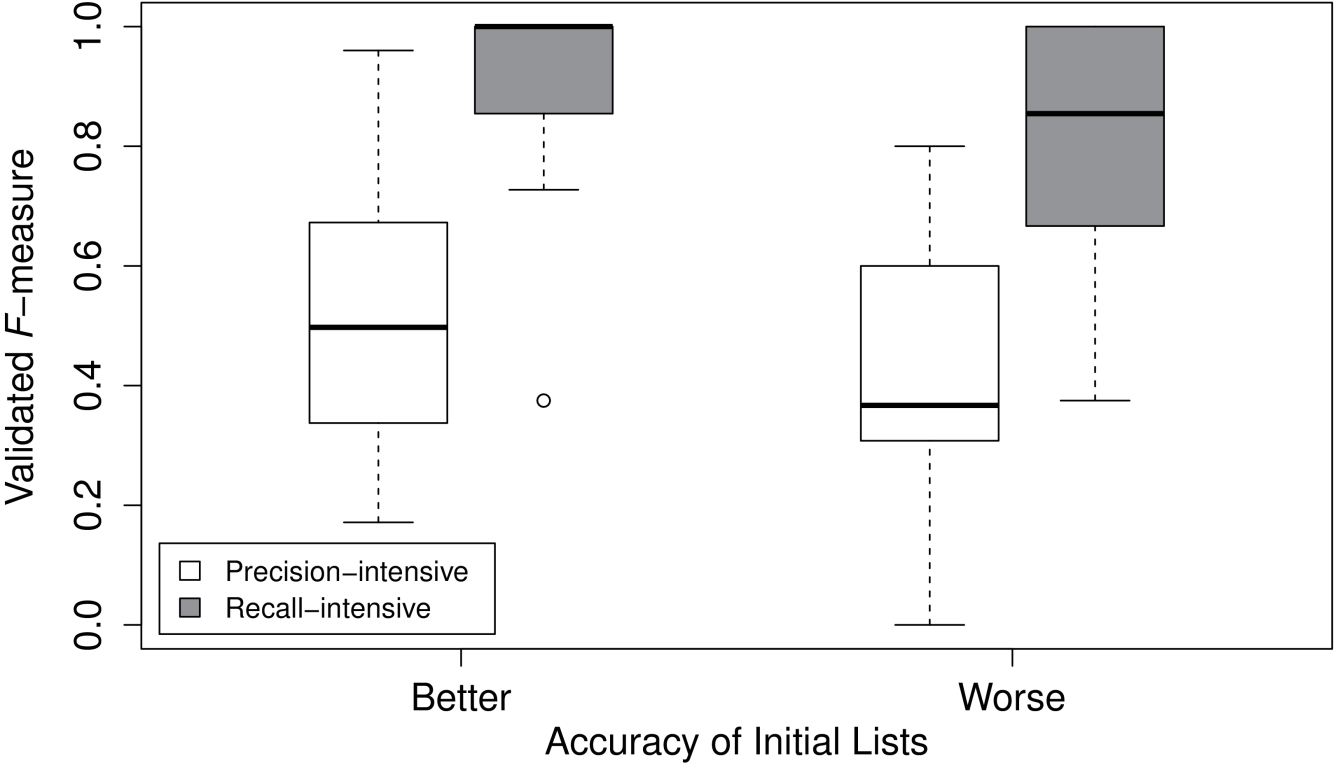 Validated F−measure
1.0
0.8
0.6
0.4
0.2
0.0
Precision−intensive
Recall−intensive
Better
Worse
Accuracy of Initial Lists